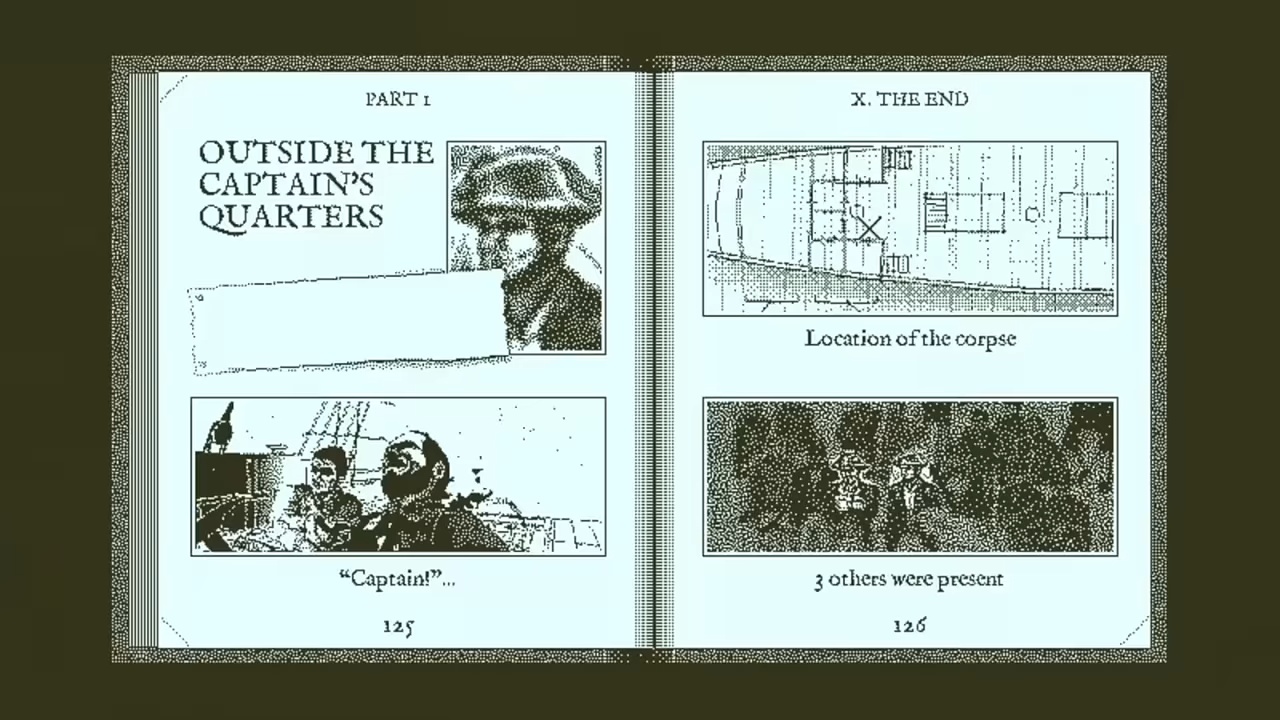 PART 1
OUTSIDE THE
CAPTAIN'S
QUARTERS
“Captain!”...
125
X. THE END
Location of the corpse
3 others were present
126